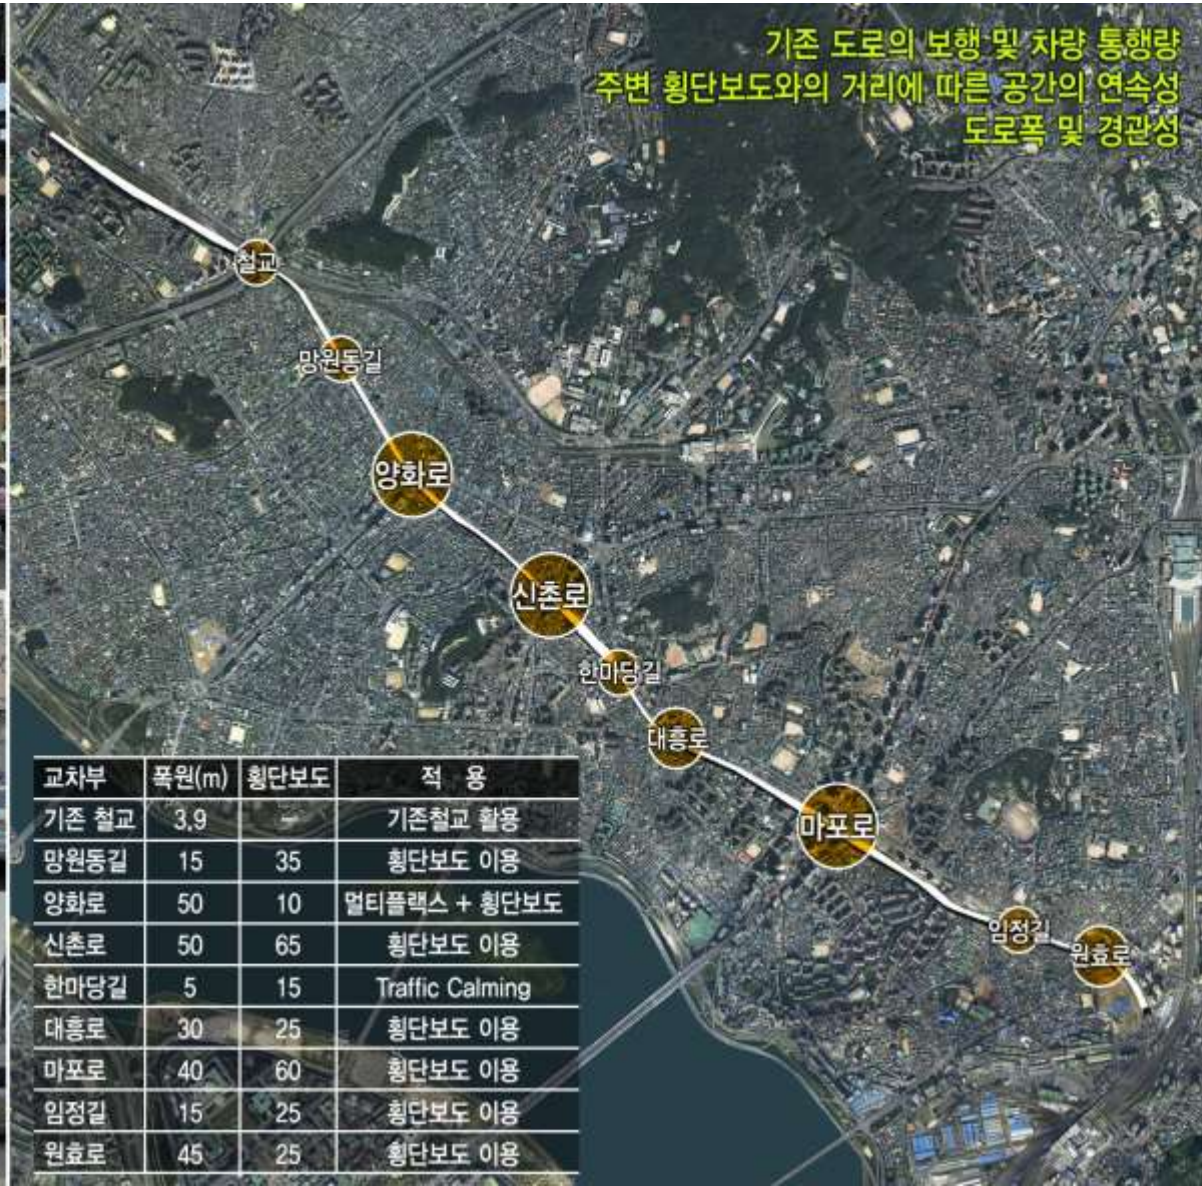 기존 도로의 보행 및 차량 통행량
주변 횡단보도와의 거리에 따른 공간의 연속성
도로폭 및 경관성
철교
망원동길
양화로
신촌로
한마당길
대흥로
마포로
임정길
원효로
교차부 폭원(m) 횡단보도 적 용
기존 철교 3.9 - 기존철교 활용
망원동길 15 35 횡단보도 이용
양화로 50 10 멀티플랙스 + 횡단보도
신촌로 50 65 횡단보도 이용
한마당길 5 15 Traffic Calming
대흥로 30 25 횡단보도 이용
마포로 40 60 횡단보도 이용
임정길 15 25 횡단보도 이용
원효로 45 25 횡단보도 이용